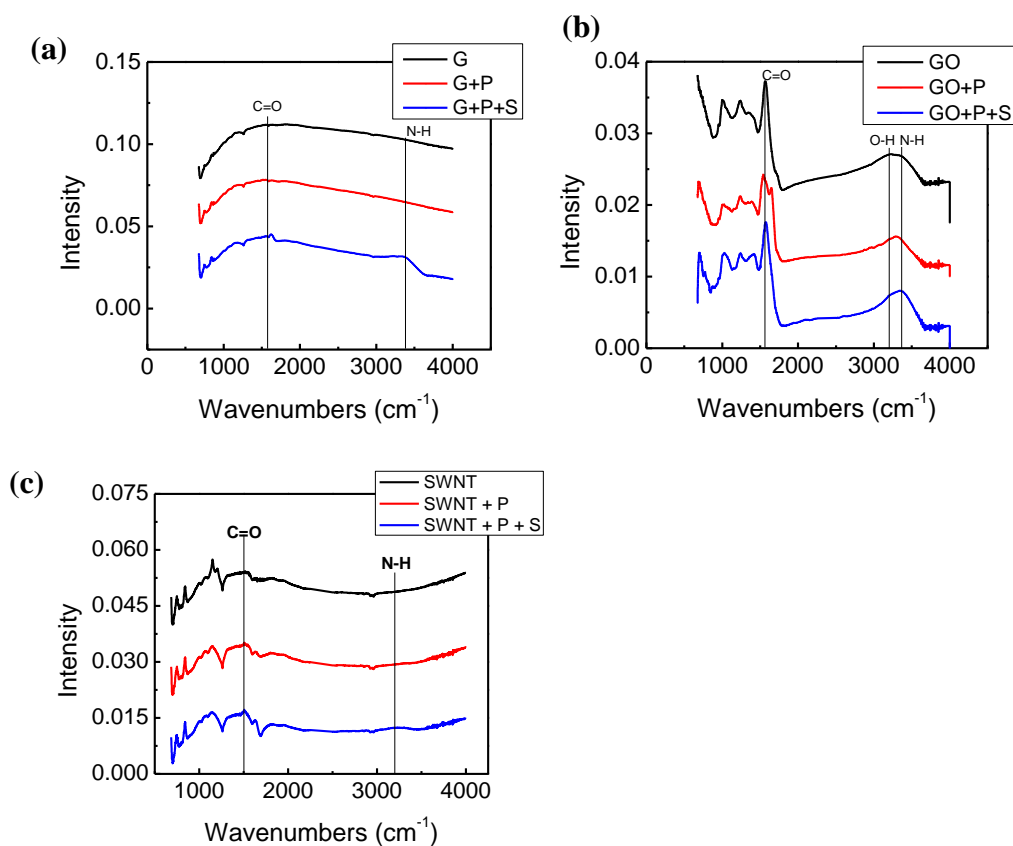 (a)
G
G+P
G+P+S
C=O
N-H
0.15
0.10
0.05
0.00
Intensity
0 1000 2000 3000 4000
Wavenumbers (cm⁻¹)
(b)
GO
GO+P
GO+P+S
C=O
O-H N-H
0.04
0.03
0.02
0.01
0.00
Intensity
0 1000 2000 3000 4000
Wavenumbers (cm⁻¹)
(c)
SWNT
SWNT + P
SWNT + P + S
C=O
N-H
0.075
0.060
0.045
0.030
0.015
0.000
Intensity
1000 2000 3000 4000
Wavenumbers (cm⁻¹)